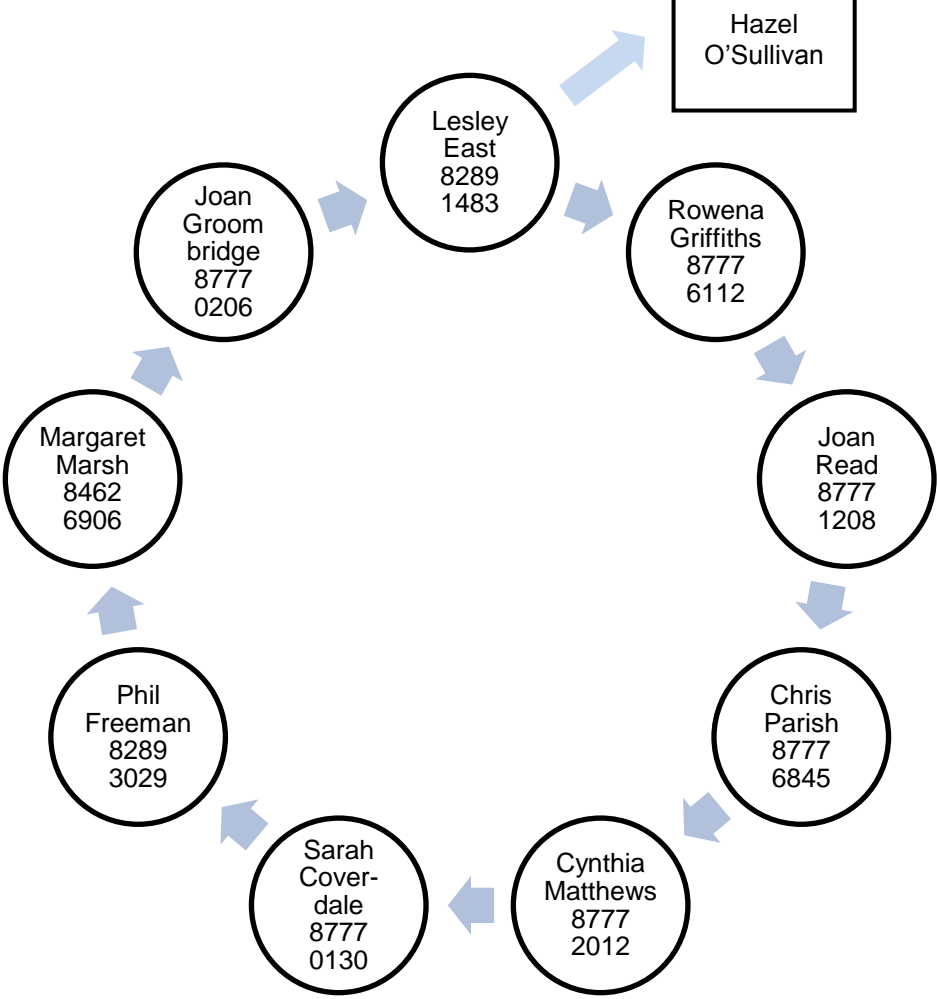 Hazel
O'Sullivan
Lesley
East
8289
1483
Rowena
Griffiths
8777
6112
Joan
Read
8777
1208
Chris
Parish
8777
6845
Cynthia
Matthews
8777
2012
Sarah
Cover-
dale
8777
0130
Phil
Freeman
8289
3029
Margaret
Marsh
8462
6906
Joan
Groom
bridge
8777
0206